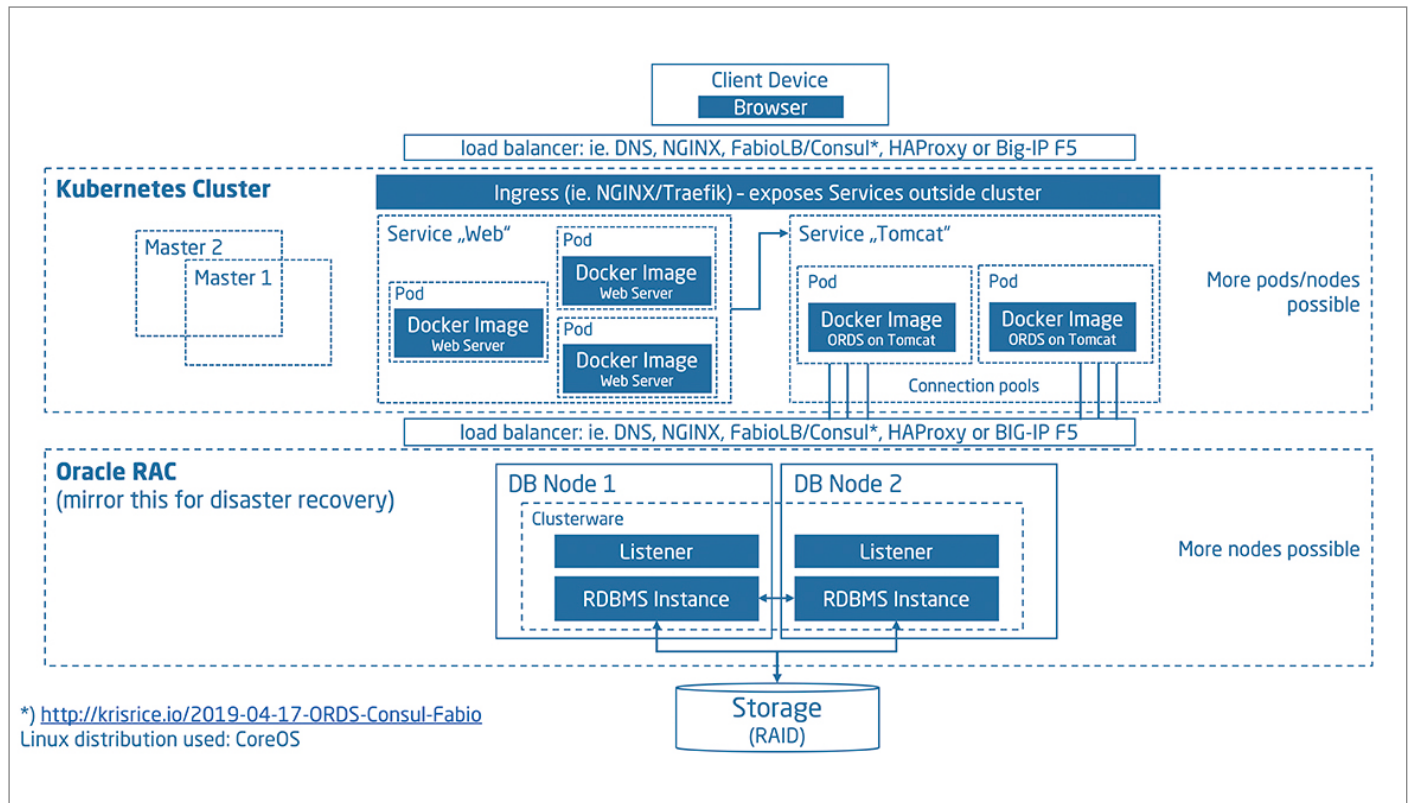 Client Device
Browser
load balancer: ie. DNS, NGINX, FabioLB/Consul*, HAProxy or Big-IP F5
Kubernetes Cluster
Ingress (ie. NGINX/Traefik) – exposes Services outside cluster
Master 2
Master 1
Service „Web“
Pod
Docker Image
Web Server
Pod
Docker Image
Web Server
Pod
Docker Image
Web Server
Service „Tomcat“
Pod
Docker Image
ORDS on Tomcat
Pod
Docker Image
ORDS on Tomcat
Connection pools
More pods/nodes
possible
load balancer: ie. DNS, NGINX, FabioLB/Consul*, HAProxy or BIG-IP F5
Oracle RAC
(mirror this for disaster recovery)
DB Node 1
DB Node 2
Clusterware
Listener
Listener
RDBMS Instance
RDBMS Instance
More nodes possible
Storage
(RAID)
*) http://krisrice.io/2019-04-17-ORDS-Consul-Fabio
Linux distribution used: CoreOS